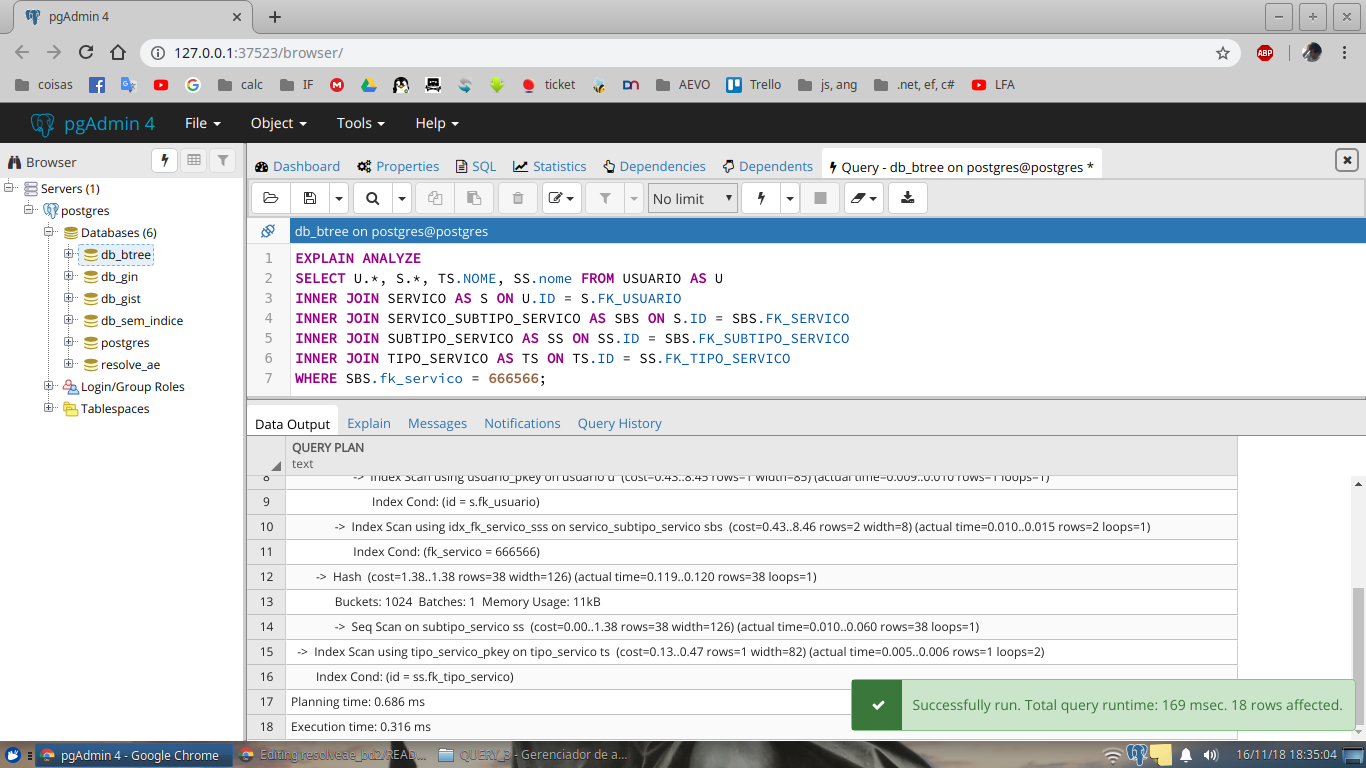 pgAdmin 4
127.0.0.1:37523/browser/
ABP
coisas
calc
IF
AEVO
Trello
js, ang
.net, ef, c#
LFA
ticket
pgAdmin 4 File Object Tools Help
Browser
Dashboard Properties SQL Statistics Dependencies Dependents Query - db_btree on postgres@postgres *
Servers (1)
postgres
Databases (6)
db_btree
db_gin
db_gist
db_sem_indice
postgres
resolve_ae
Login/Group Roles
Tablespaces
No limit
db_btree on postgres@postgres
1 EXPLAIN ANALYZE
2 SELECT U.*, S.*, TS.NOME, SS.nome FROM USUARIO AS U
3 INNER JOIN SERVICO AS S ON U.ID = S.FK_USUARIO
4 INNER JOIN SERVICO_SUBTIPO_SERVICO AS SBS ON S.ID = SBS.FK_SERVICO
5 INNER JOIN SUBTIPO_SERVICO AS SS ON SS.ID = SBS.FK_SUBTIPO_SERVICO
6 INNER JOIN TIPO_SERVICO AS TS ON TS.ID = SS.FK_TIPO_SERVICO
7 WHERE SBS.fk_servico = 666566;
Data Output Explain Messages Notifications Query History
QUERY PLAN
text
8 -> Index Scan using usuario_pkey on usuario u (cost=0.43..8.45 rows=1 width=85) (actual time=0.009..0.010 rows=1 loops=1)
9 Index Cond: (id = s.fk_usuario)
10 -> Index Scan using idx_fk_servico_sss on servico_subtipo_servico sbs (cost=0.43..8.46 rows=2 width=8) (actual time=0.010..0.015 rows=2 loops=1)
11 Index Cond: (fk_servico = 666566)
12 -> Hash (cost=1.38..1.38 rows=38 width=126) (actual time=0.119..0.120 rows=38 loops=1)
13 Buckets: 1024 Batches: 1 Memory Usage: 11kB
14 -> Seq Scan on subtipo_servico ss (cost=0.00..1.38 rows=38 width=126) (actual time=0.010..0.060 rows=38 loops=1)
15 -> Index Scan using tipo_servico_pkey on tipo_servico ts (cost=0.13..0.47 rows=1 width=82) (actual time=0.005..0.006 rows=1 loops=2)
16 Index Cond: (id = ss.fk_tipo_servico)
17 Planning time: 0.686 ms
18 Execution time: 0.316 ms
Successfully run. Total query runtime: 169 msec. 18 rows affected.
pgAdmin 4 - Google Chrome
Editing resolveae_bd2/READ...
QUERY_3 - Gerenciador de a...
16/11/18 18:35:04